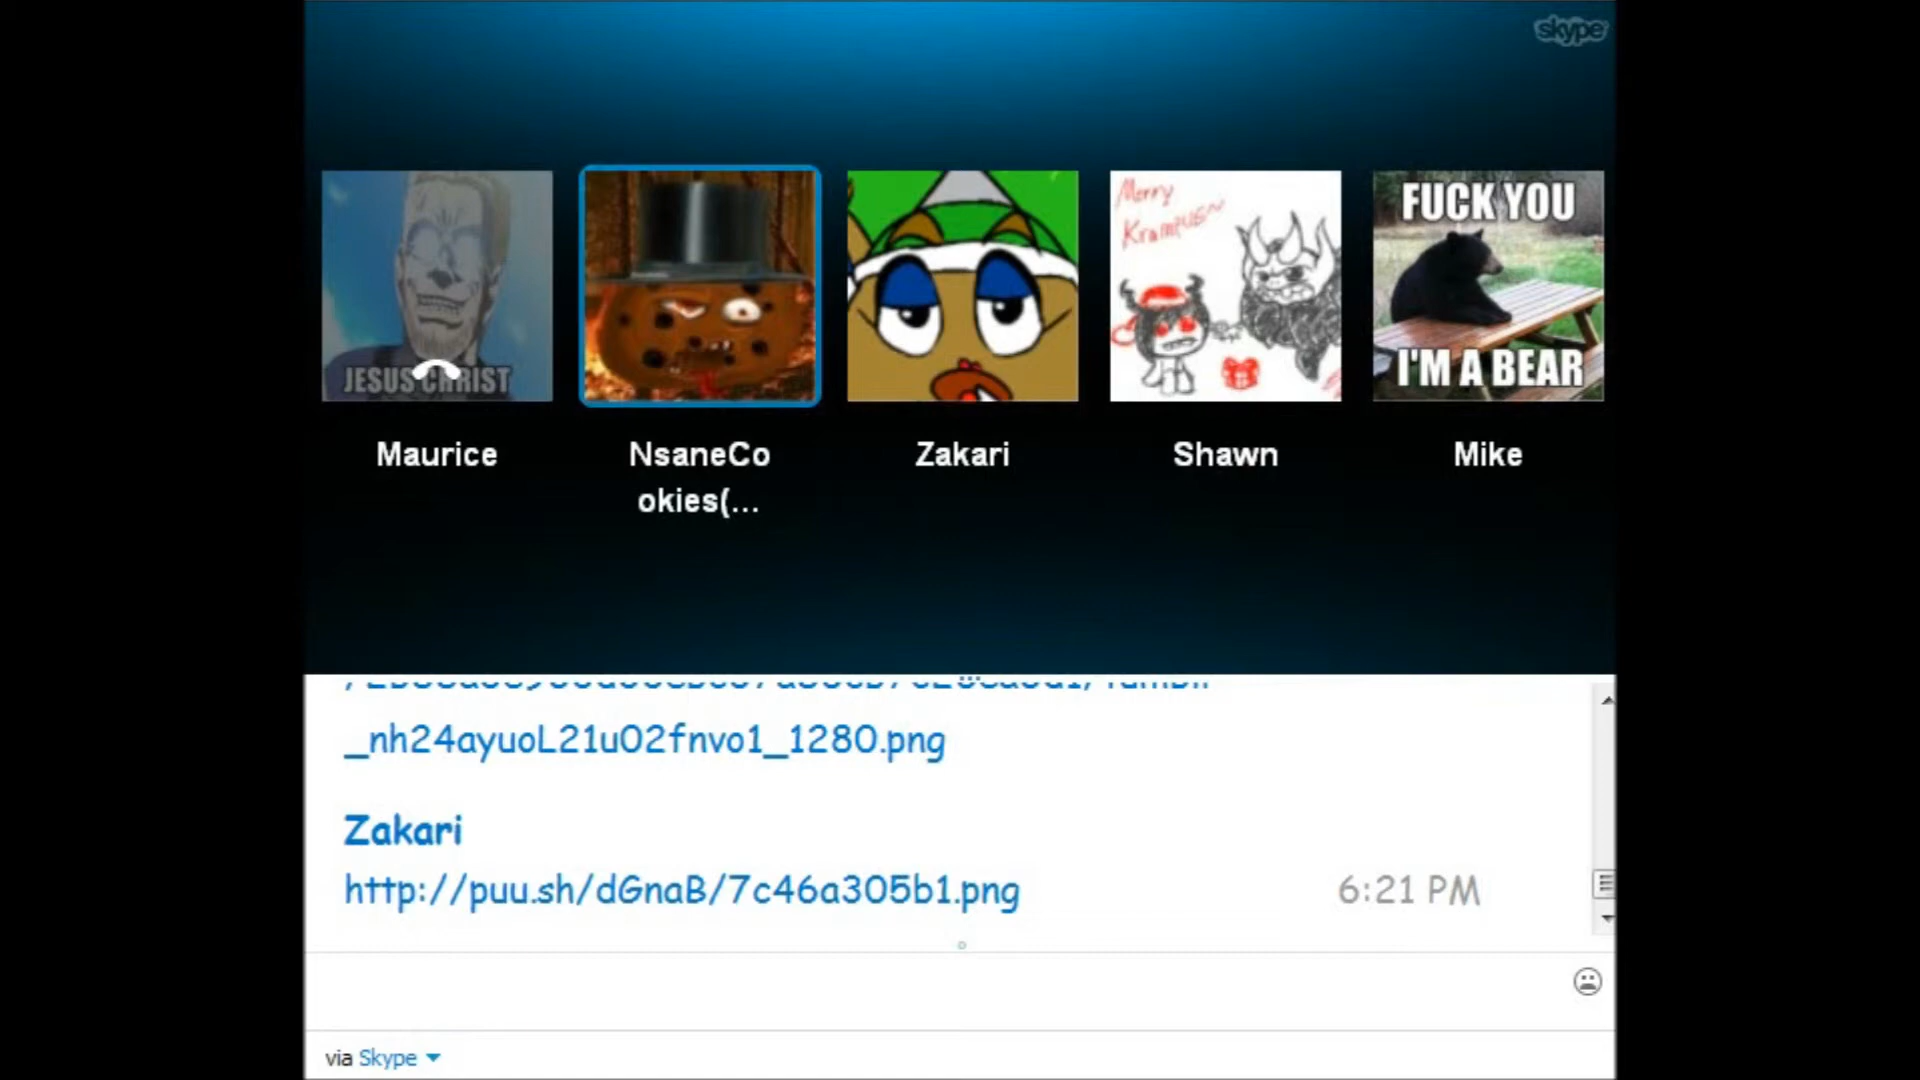 skype
Merry
Krampus~
FUCK YOU
I'M A BEAR
JESUS CHRIST
Maurice
NsaneCo
okies(...
Zakari
Shawn
Mike
_nh24ayuoL21u02fnvo1_1280.png
Zakari
http://puu.sh/dGnaB/7c46a305b1.png
6:21 PM
via Skype